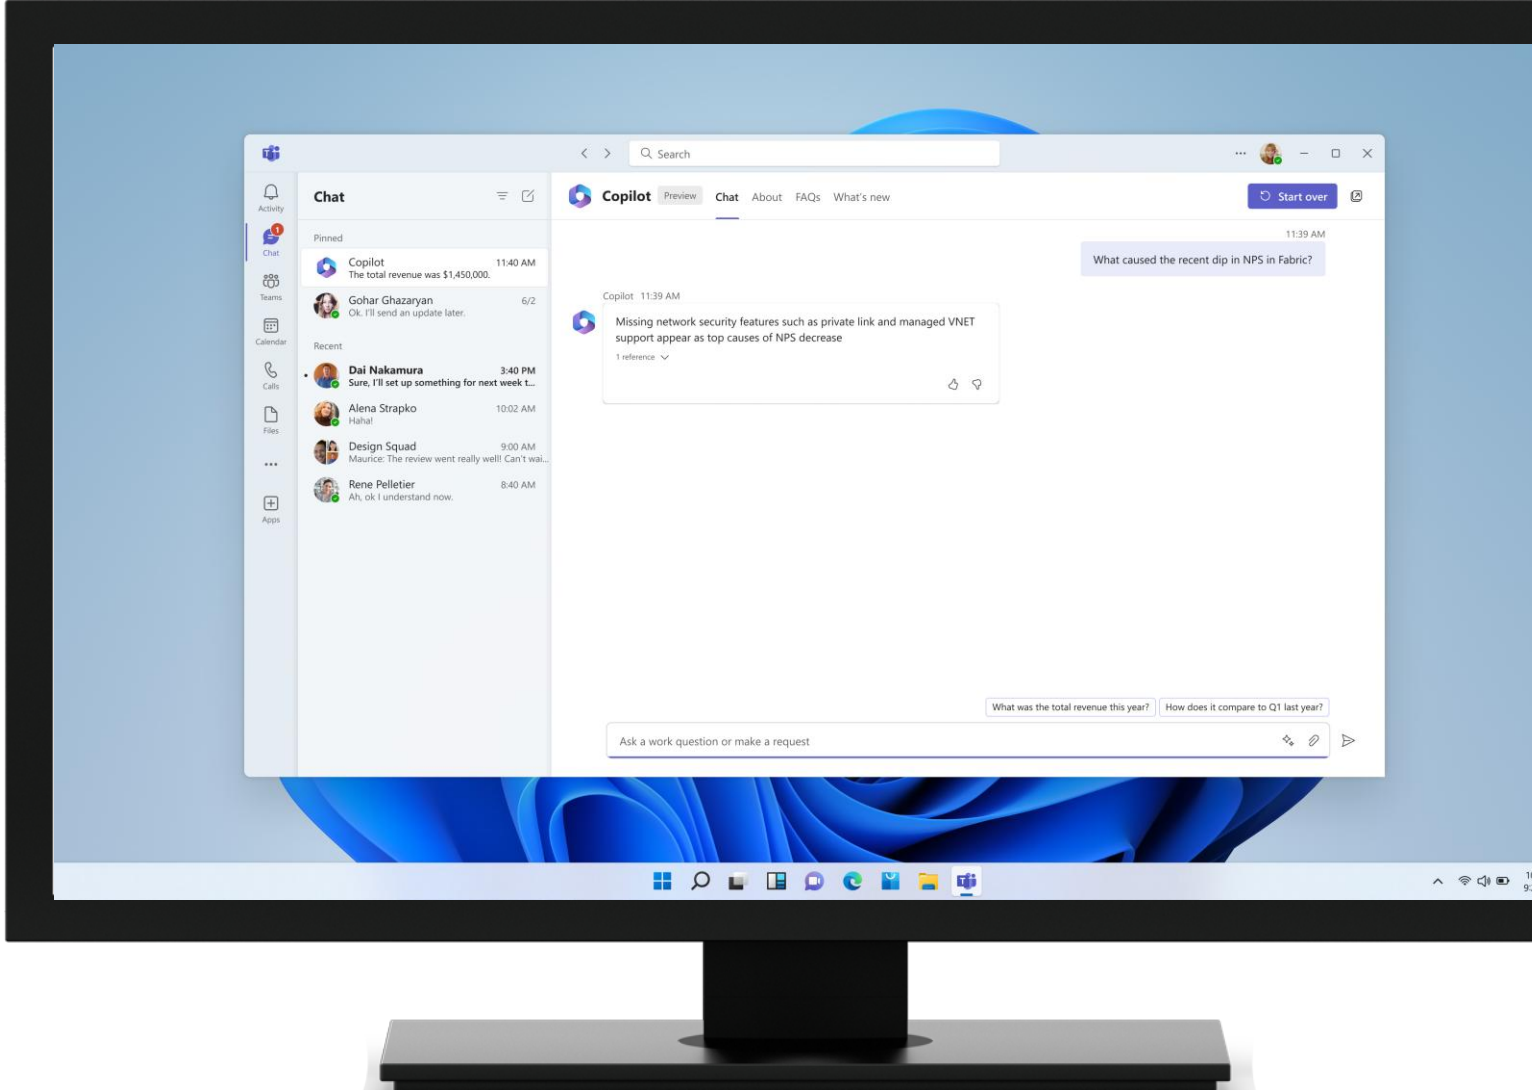 Search
Activity
1
Chat
Teams
Calendar
Calls
Files
Apps
Chat
Pinned
Copilot 11:40 AM
The total revenue was $1,450,000.
Gohar Ghazaryan 6/2
Ok. I'll send an update later.
Recent
Dai Nakamura 3:40 PM
Sure, I'll set up something for next week t...
Alena Strapko 10:02 AM
Haha!
Design Squad 9:00 AM
Maurice: The review went really well! Can't wai...
Rene Pelletier 8:40 AM
Ah, ok I understand now.
Copilot Preview Chat About FAQs What's new Start over
11:39 AM
What caused the recent dip in NPS in Fabric?
Copilot 11:39 AM
Missing network security features such as private link and managed VNET
support appear as top causes of NPS decrease
1 reference
What was the total revenue this year? How does it compare to Q1 last year?
Ask a work question or make a request